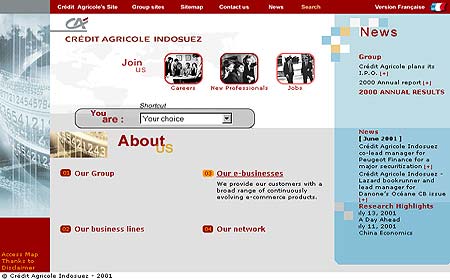 Crédit Agricole's Site Group sites Sitemap Contact us News Search Version Française
CA
CRÉDIT AGRICOLE INDOSUEZ
Join
us
Careers New Professionals Jobs
Shortcut
You
are :
Your choice
About
us
01 Our Group
03 Our e-businesses
We provide our customers with a
broad range of continuously
evolving e-commerce products.
02 Our business lines
04 Our network
News
Group
Crédit Agricole plans its
I.P.O. [+]
2000 Annual report [+]
2000 ANNUAL RESULTS
News
[ June 2001 ]
Crédit Agricole Indosuez
co-lead manager for
Peugeot Finance for a
major securitization [+]
Crédit Agricole Indosuez -
Lazard bookrunner and
lead manager for
Danone's Océane CB issue
[+]
Research Highlights
July 13, 2001
A Day Ahead
July 11, 2001
China Economics
Access Map
Thanks to
Disclaimer
© Crédit Agricole Indosuez - 2001